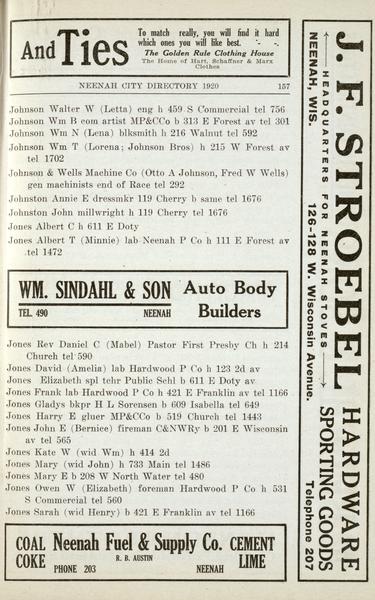 And Ties
To match really, you will find it hard
which ones you will like best. -:- -:-
The Golden Rule Clothing House
The Home of Hart, Schaffner & Marx
Clothes
NEENAH CITY DIRECTORY 1920 157
Johnson Walter W (Letta) eng h 459 S Commercial tel 756
Johnson Wm B com artist MP&CCo b 313 E Forest av tel 301
Johnson Wm N (Lena) blksmith h 216 Walnut tel 592
Johnson Wm T (Lorena; Johnson Bros) h 215 W Forest av
tel 1702
Johnson & Wells Machine Co (Otto A Johnson, Fred W Wells)
gen machinists end of Race tel 292
Johnston Annie E dressmkr 119 Cherry b same tel 1676
Johnston John millwright h 119 Cherry tel 1676
Jones Albert C h 611 E Doty
Jones Albert T (Minnie) lab Neenah P Co h 111 E Forest av
tel 1472
WM. SINDAHL & SON
TEL. 490 NEENAH
Auto Body
Builders
Jones Rev Daniel C (Mabel) Pastor First Presby Ch h 214
Church tel 590
Jones David (Amelia) lab Hardwood P Co h 123 2d av
Jones Elizabeth spl tchr Public Schl b 611 E Doty av
Jones Frank lab Hardwood P Co h 421 E Franklin av tel 1166
Jones Gladys bkpr H L Sorensen b 609 Isabella tel 649
Jones Harry E gluer MP&CCo b 519 Church tel 1443
Jones John E (Bernice) fireman C&NWRy b 201 E Wisconsin
av tel 565
Jones Kate W (wid Wm) h 414 2d
Jones Mary (wid John) h 733 Main tel 1486
Jones Mary E b 208 W North Water tel 480
Jones Owen W (Elizabeth) foreman Hardwood P Co h 531
S Commercial tel 560
Jones Sarah (wid Henry) b 421 E Franklin av tel 1166
COAL
COKE
Neenah Fuel & Supply Co.
R. B. AUSTIN
PHONE 203 NEENAH
CEMENT
LIME
J. F. STROEBEL HARDWARE
HEADQUARTERS FOR NEENAH STOVES
SPORTING GOODS
NEENAH, WIS. 126-128 W. Wisconsin Avenue. Telephone 207